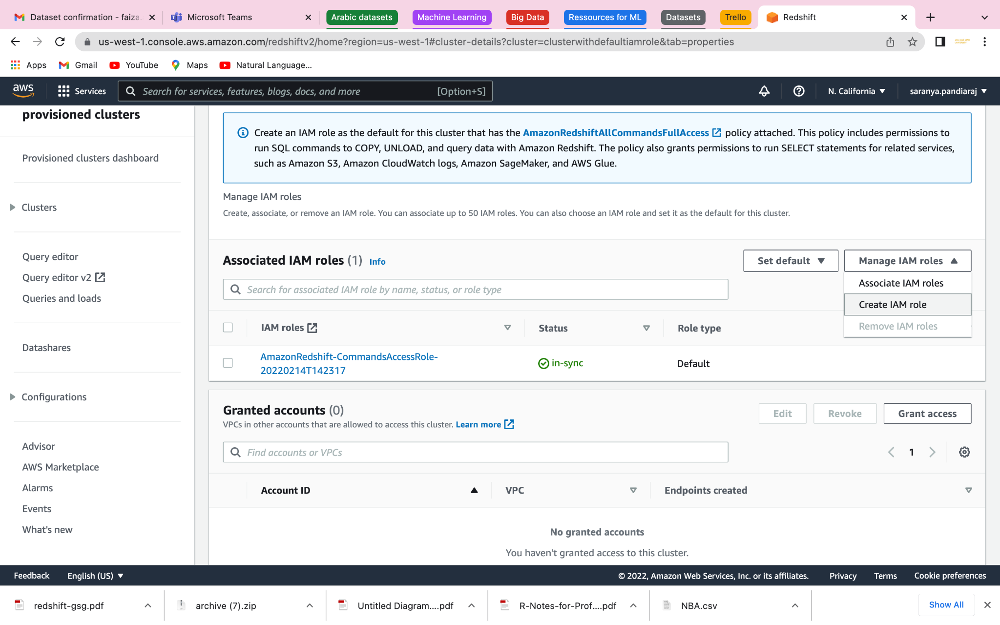 Dataset confirmation - faiza.
Microsoft Teams
Arabic datasets
Machine Learning
Big Data
Ressources for ML
Datasets
Trello
Redshift
us-west-1.console.aws.amazon.com/redshiftv2/home?region=us-west-1#cluster-details?cluster=clusterwithdefaultiamrole&tab=properties
Apps
Gmail
YouTube
Maps
Natural Language...
aws
Services
Search for services, features, blogs, docs, and more
[Option+S]
N. California
saranya.pandiaraj
provisioned clusters
Provisioned clusters dashboard
Clusters
Query editor
Query editor v2
Queries and loads
Datashares
Configurations
Advisor
AWS Marketplace
Alarms
Events
What's new
Create an IAM role as the default for this cluster that has the AmazonRedshiftAllCommandsFullAccess policy attached. This policy includes permissions to
run SQL commands to COPY, UNLOAD, and query data with Amazon Redshift. The policy also grants permissions to run SELECT statements for related services,
such as Amazon S3, Amazon CloudWatch logs, Amazon SageMaker, and AWS Glue.
Manage IAM roles
Create, associate, or remove an IAM role. You can associate up to 50 IAM roles. You can also choose an IAM role and set it as the default for this cluster.
Associated IAM roles (1) Info
Set default
Manage IAM roles
Associate IAM roles
Create IAM role
Remove IAM roles
Search for associated IAM role by name, status, or role type
IAM roles
Status
Role type
AmazonRedshift-CommandsAccessRole-
20220214T142317
in-sync
Default
Granted accounts (0)
VPCs in other accounts that are allowed to access this cluster. Learn more
Edit
Revoke
Grant access
Find accounts or VPCs
1
Account ID
VPC
Endpoints created
No granted accounts
You haven't granted access to this cluster.
Feedback
English (US)
© 2022, Amazon Web Services, Inc. or its affiliates.
Privacy
Terms
Cookie preferences
redshift-gsg.pdf
archive (7).zip
Untitled Diagram....pdf
R-Notes-for-Prof....pdf
NBA.csv
Show All